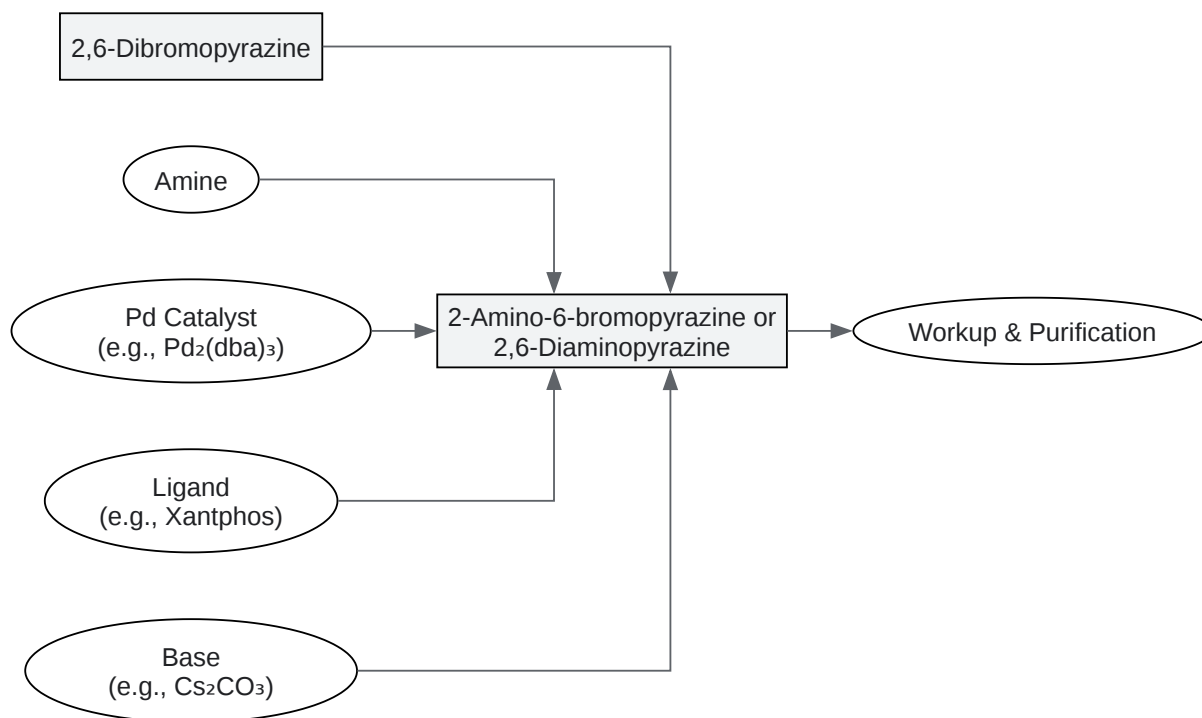 2,6-Dibromopyrazine
Amine
Pd Catalyst
(e.g., Pd₂(dba)₃)
2-Amino-6-bromopyrazine or
2,6-Diaminopyrazine
Workup & Purification
Ligand
(e.g., Xantphos)
Base
(e.g., Cs₂CO₃)